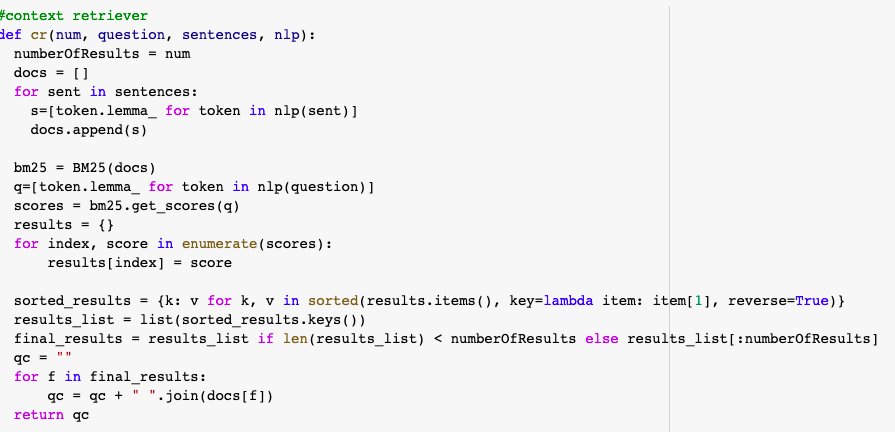 #context retriever
def cr(num, question, sentences, nlp):
  numberOfResults = num
  docs = []
  for sent in sentences:
    s=[token.lemma_ for token in nlp(sent)]
    docs.append(s)

  bm25 = BM25(docs)
  q=[token.lemma_ for token in nlp(question)]
  scores = bm25.get_scores(q)
  results = {}
  for index, score in enumerate(scores):
      results[index] = score

  sorted_results = {k: v for k, v in sorted(results.items(), key=lambda item: item[1], reverse=True)}
  results_list = list(sorted_results.keys())
  final_results = results_list if len(results_list) < numberOfResults else results_list[:numberOfResults]
  qc = ""
  for f in final_results:
      qc = qc + " ".join(docs[f])
  return qc